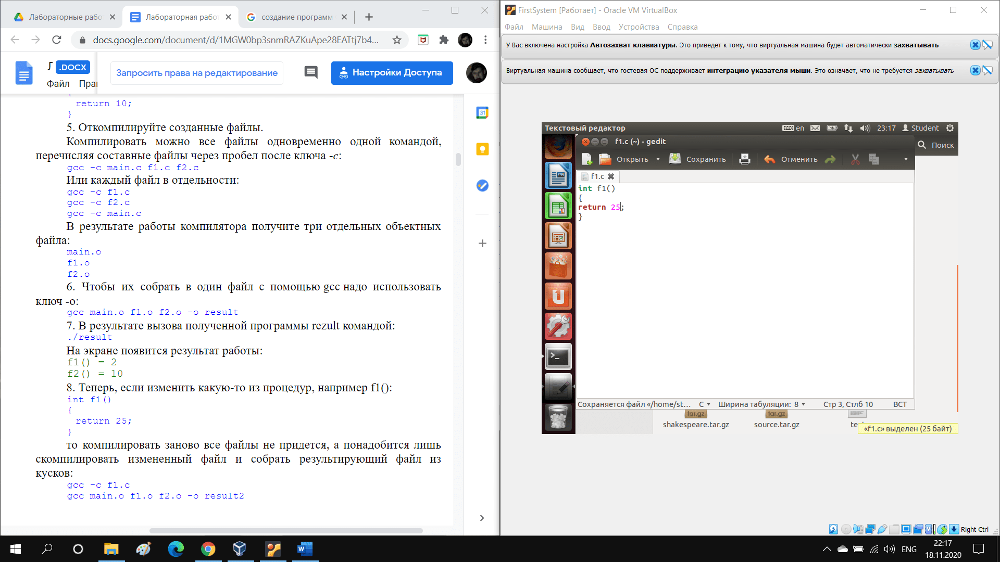 Лабораторные рабо
Лабораторная работ
создание программ
docs.google.com/document/d/1MGW0bp3snmRAZKuApe28EATtj7b4...
Л .DOCX
Файл Прав
Запросить права на редактирование
Настройки Доступа
{
return 10;
}
5. Откомпилируйте созданные файлы.
Компилировать можно все файлы одновременно одной командой,
перечисляя составные файлы через пробел после ключа -c:
gcc -c main.c f1.c f2.c
Или каждый файл в отдельности:
gcc -c f1.c
gcc -c f2.c
gcc -c main.c
В результате работы компилятора получите три отдельных объектных
файла:
main.o
f1.o
f2.o
6. Чтобы их собрать в один файл с помощью gcc надо использовать
ключ -o:
gcc main.o f1.o f2.o -o result
7. В результате вызова полученной программы rezult командой:
./result
На экране появится результат работы:
f1() = 2
f2() = 10
8. Теперь, если изменить какую-то из процедур, например f1():
int f1()
{
return 25;
}
то компилировать заново все файлы не придется, а понадобится лишь
скомпилировать измененный файл и собрать результирующий файл из
кусков:
gcc -c f1.c
gcc main.o f1.o f2.o -o result2
31
FirstSystem [Работает] - Oracle VM VirtualBox
Файл Машина Вид Ввод Устройства Справка
У Вас включена настройка Автозахват клавиатуры. Это приведет к тому, что виртуальная машина будет автоматически захватывать
Виртуальная машина сообщает, что гостевая ОС поддерживает интеграцию указателя мыши. Это означает, что не требуется захватывать
Текстовый редактор en 23:17 Student
f1.c (~) - gedit
Поиск
Открыть Сохранить Отменить
f1.c
int f1()
{
return 25;
}
Сохраняется файл «/home/st... C Ширина табуляции: 8 Стр 3, Стлб 10 ВСТ
tar.gz tar.gz
shakespeare.tar.gz source.tar.gz
«f1.c» выделен (25 байт)
Right Ctrl
ENG
22:17
18.11.2020